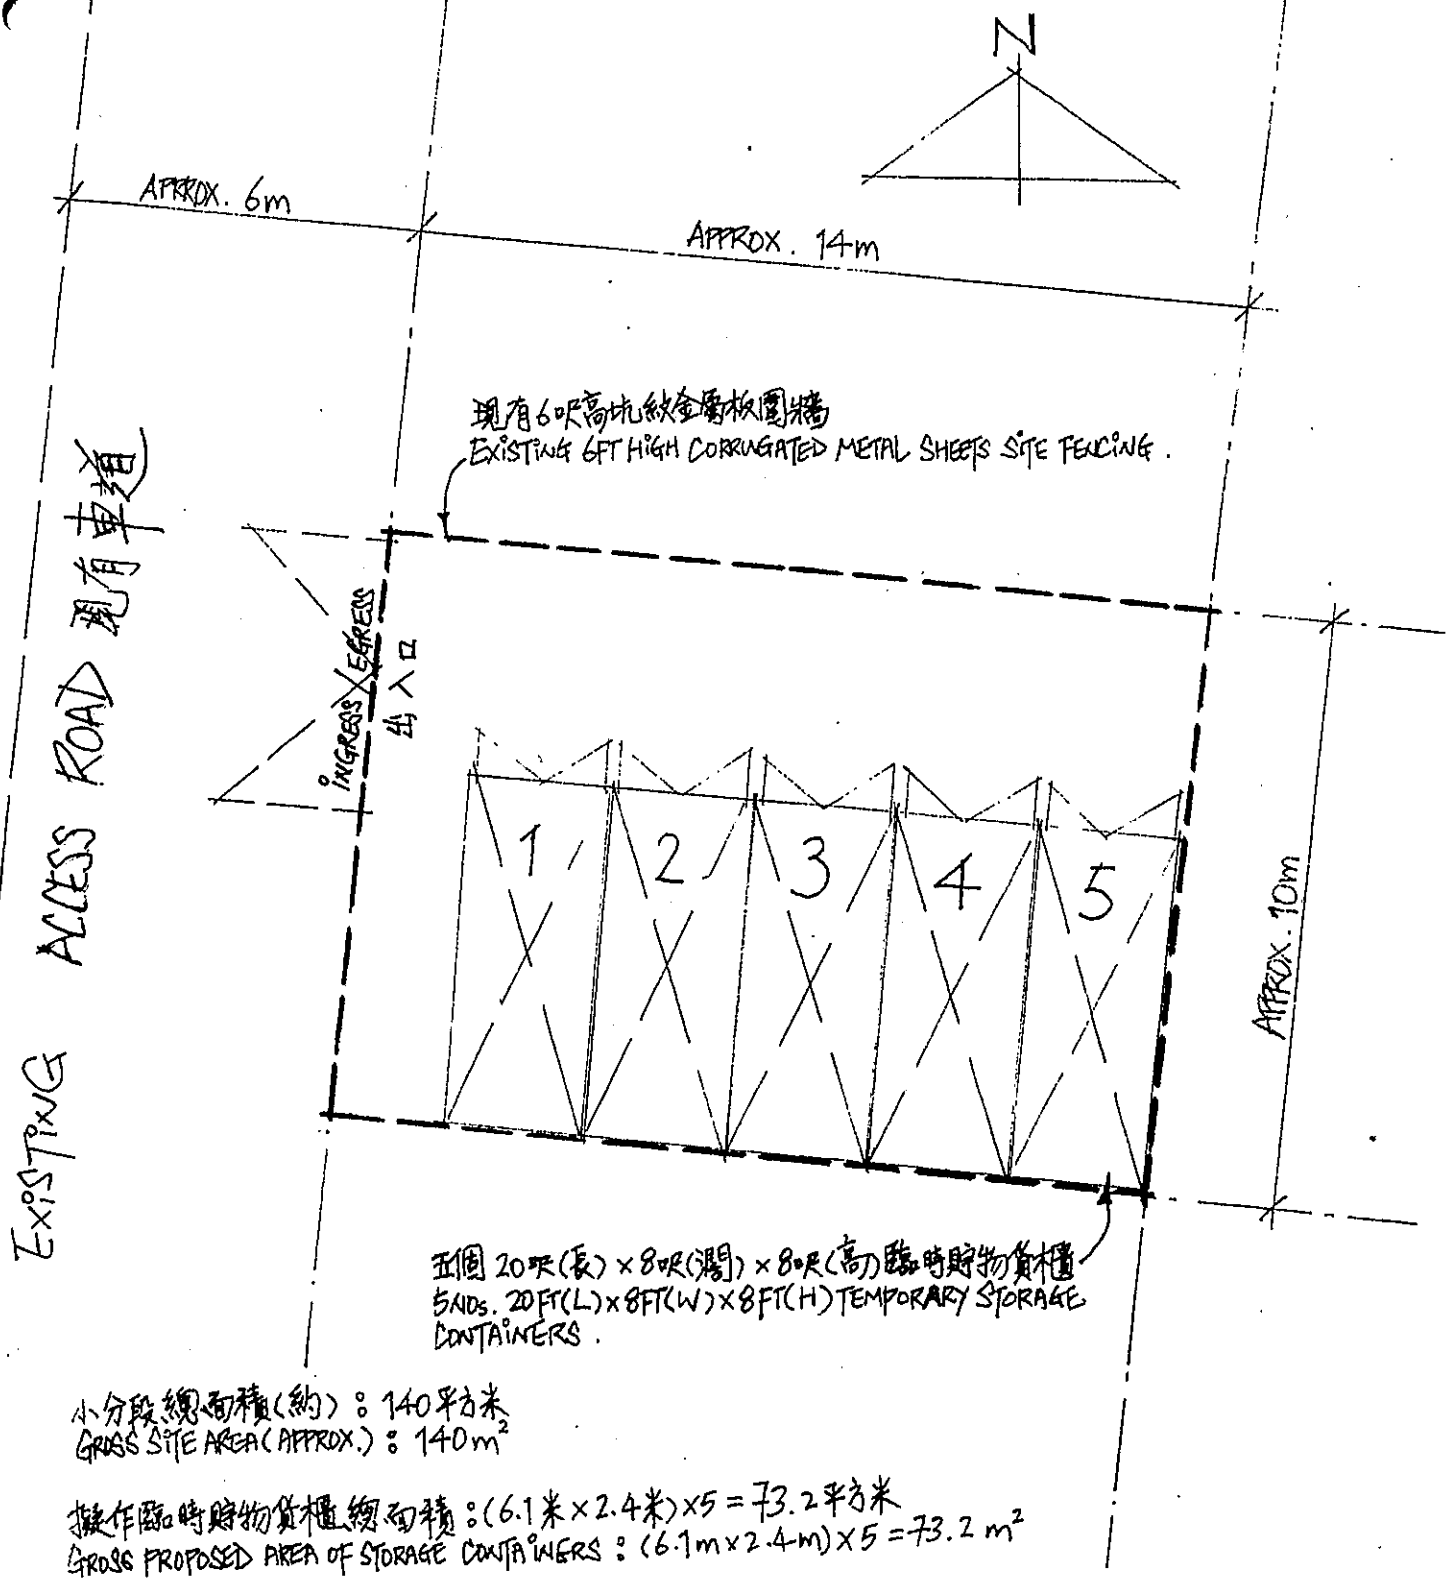 N
APPROX. 6m
APPROX. 14m
現有6呎高坑紋金屬板圍牆
EXISTING 6FT HIGH CORRUGATED METAL SHEETS SITE FENCING.
EXISTING ACCESS ROAD 現有車道
INGRESS/EGRESS
出入口
1 2 3 4 5
APPROX. 10m
五個 20呎(長)×8呎(濶)×8呎(高)臨時貯物貨櫃
5NOs. 20FT(L)×8FT(W)×8FT(H) TEMPORARY STORAGE
CONTAINERS.
小分段總面積(約):140平方米
GROSS SITE AREA(APPROX.): 140m²
擬作臨時貯物貨櫃總面積:(6.1米×2.4米)×5=73.2平方米
GROSS PROPOSED AREA OF STORAGE CONTAINERS: (6.1m×2.4m)×5=73.2m²